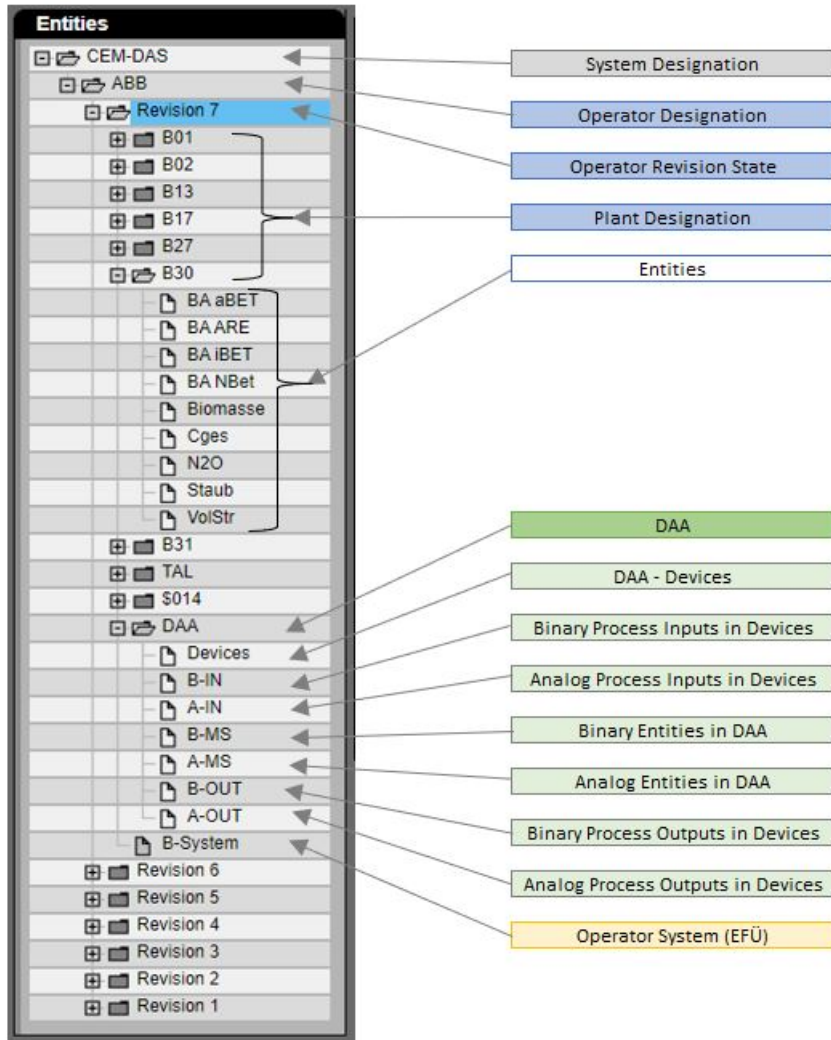 Entities
CEM-DAS
ABB
Revision 7
B01
B02
B13
B17
B27
B30
BA aBET
BA ARE
BA iBET
BA NBet
Biomasse
Cges
N2O
Staub
VolStr
B31
TAL
S014
DAA
Devices
B-IN
A-IN
B-MS
A-MS
B-OUT
A-OUT
B-System
Revision 6
Revision 5
Revision 4
Revision 3
Revision 2
Revision 1
System Designation
Operator Designation
Operator Revision State
Plant Designation
Entities
DAA
DAA - Devices
Binary Process Inputs in Devices
Analog Process Inputs in Devices
Binary Entities in DAA
Analog Entities in DAA
Binary Process Outputs in Devices
Analog Process Outputs in Devices
Operator System (EFÜ)